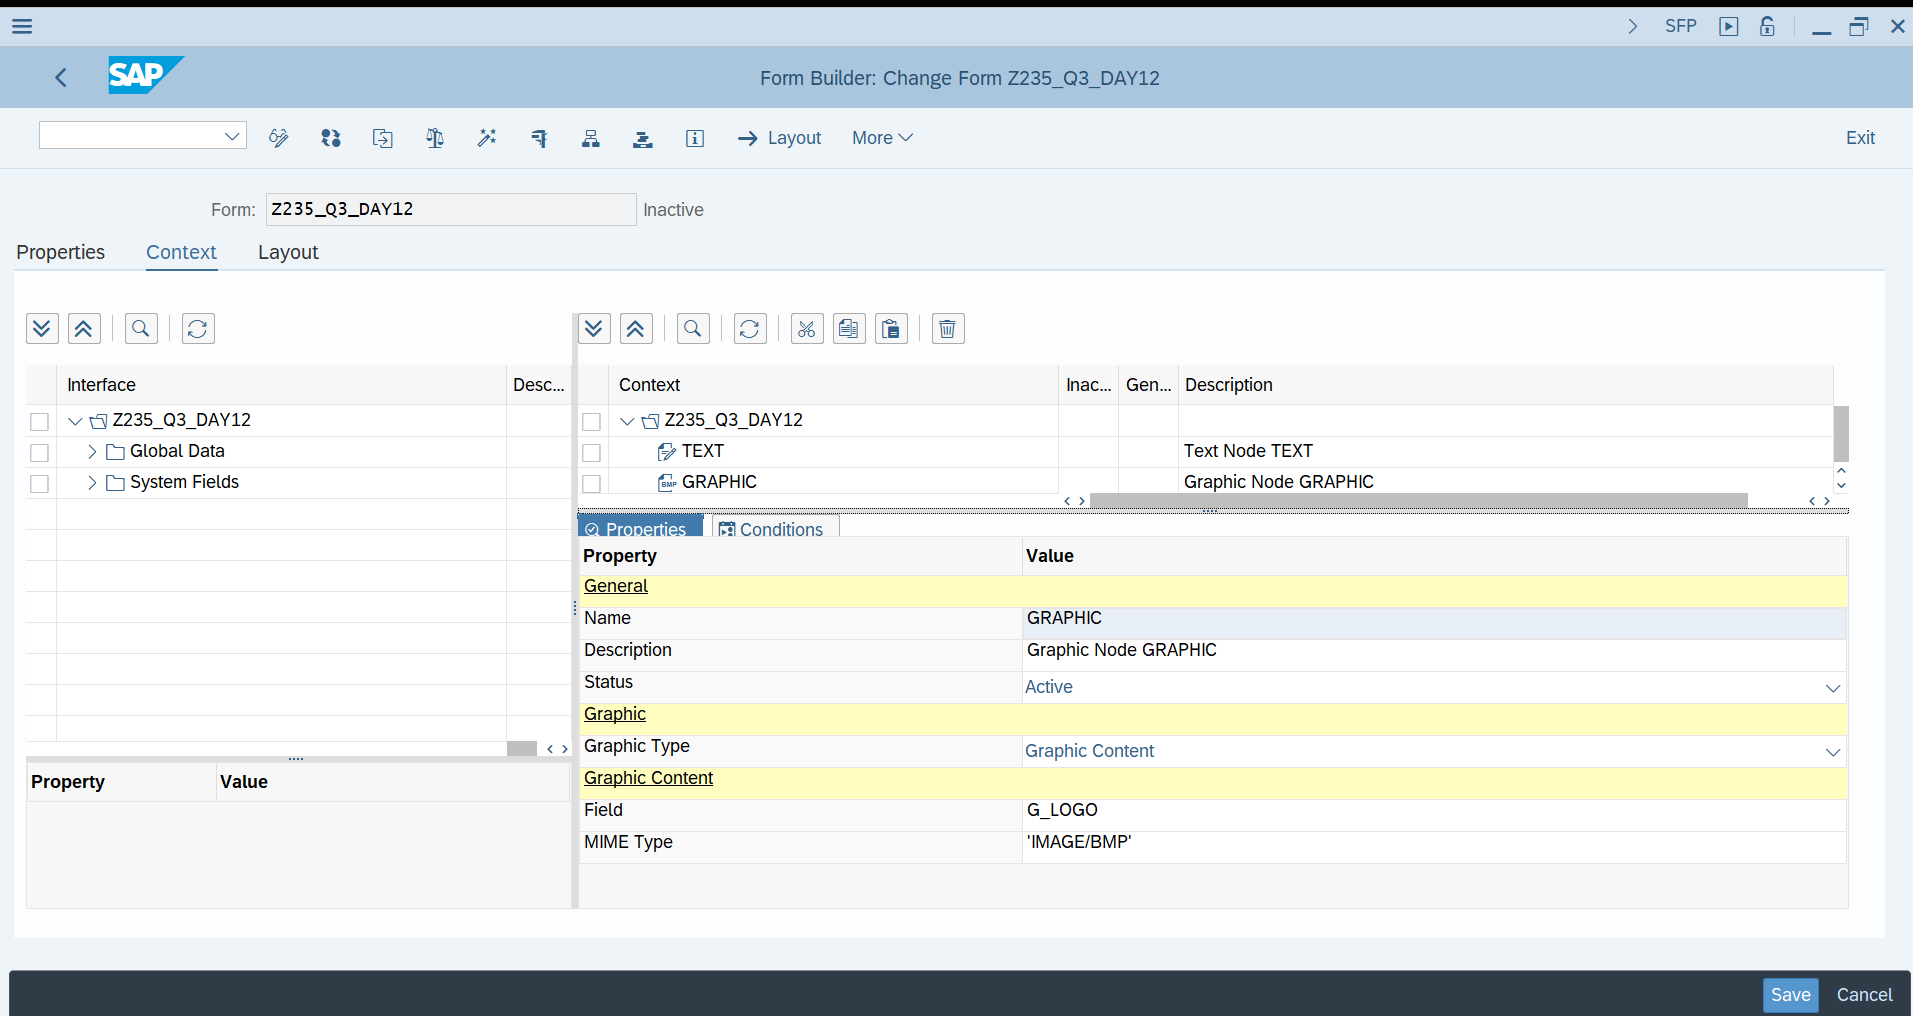 SFP
SAP
Form Builder: Change Form Z235_Q3_DAY12
Layout More Exit
Form: Z235_Q3_DAY12 Inactive
Properties Context Layout
Interface Desc...
Z235_Q3_DAY12
Global Data
System Fields
Property Value
Context Inac... Gen... Description
Z235_Q3_DAY12
TEXT Text Node TEXT
BMP GRAPHIC Graphic Node GRAPHIC
Properties Conditions
Property Value
General
Name GRAPHIC
Description Graphic Node GRAPHIC
Status Active
Graphic
Graphic Type Graphic Content
Graphic Content
Field G_LOGO
MIME Type 'IMAGE/BMP'
Save Cancel